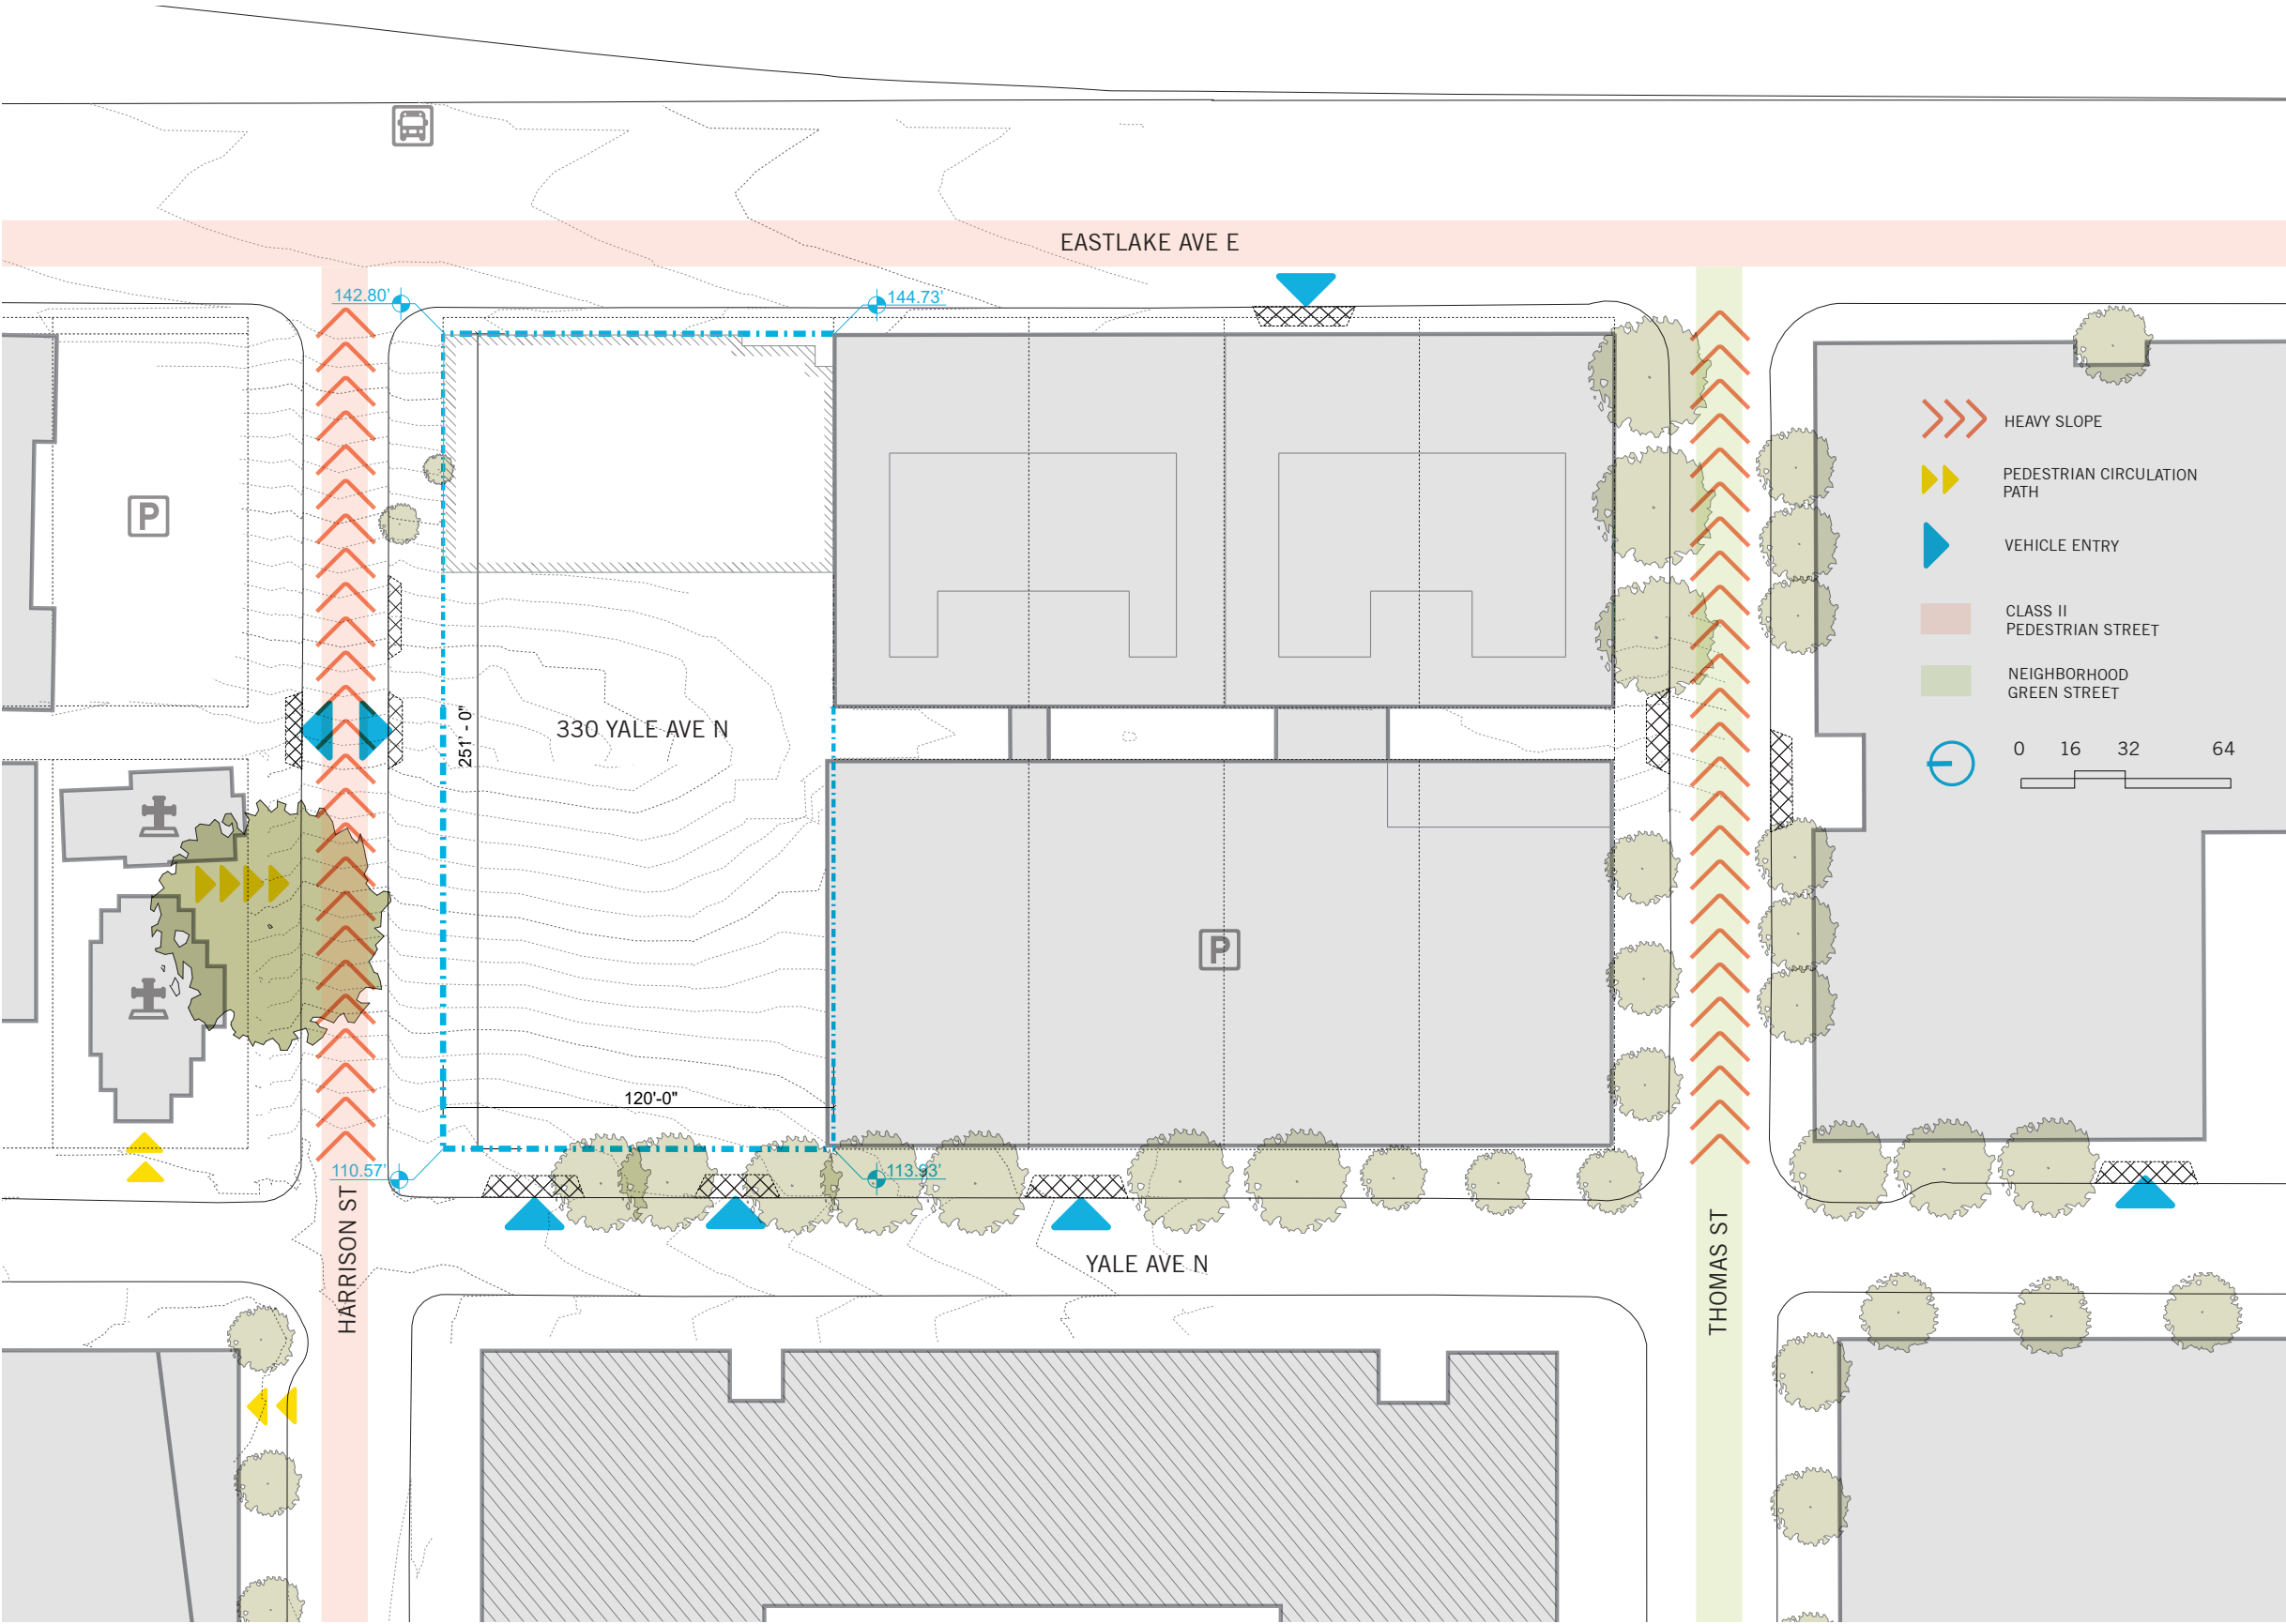 EASTLAKE AVE E
142.80'
144.73'
HEAVY SLOPE
PEDESTRIAN CIRCULATION
PATH
P
VEHICLE ENTRY
CLASS II
PEDESTRIAN STREET
NEIGHBORHOOD
GREEN STREET
330 YALE AVE N
251' - 0"
0 16 32 64
P
120'-0"
110.57'
113.93'
HARRISON ST
YALE AVE N
THOMAS ST